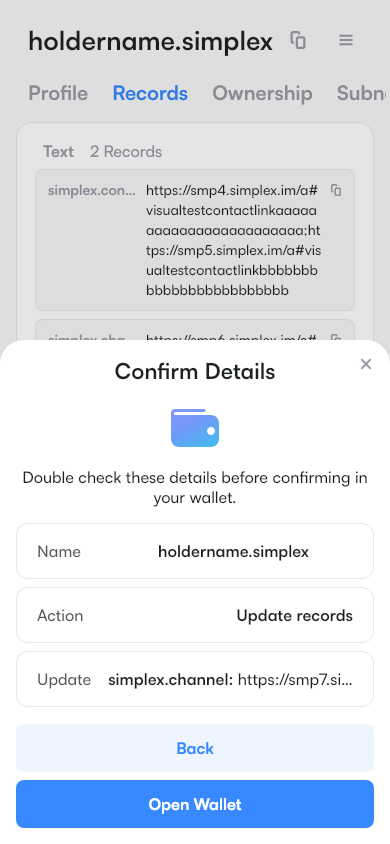 holdername.simplex
Profile Records Ownership Subn
Text 2 Records
simplex.con... https://smp4.simplex.im/a#
visualtestcontactlinkaaaaa
aaaaaaaaaaaaaaaaaaa;ht
tps://smp5.simplex.im/a#vis
ualtestcontactlinkbbbbbbb
bbbbbbbbbbbbbbbbbb
Confirm Details
Double check these details before confirming in
your wallet.
Name holdername.simplex
Action Update records
Update simplex.channel: https://smp7.si...
Back
Open Wallet